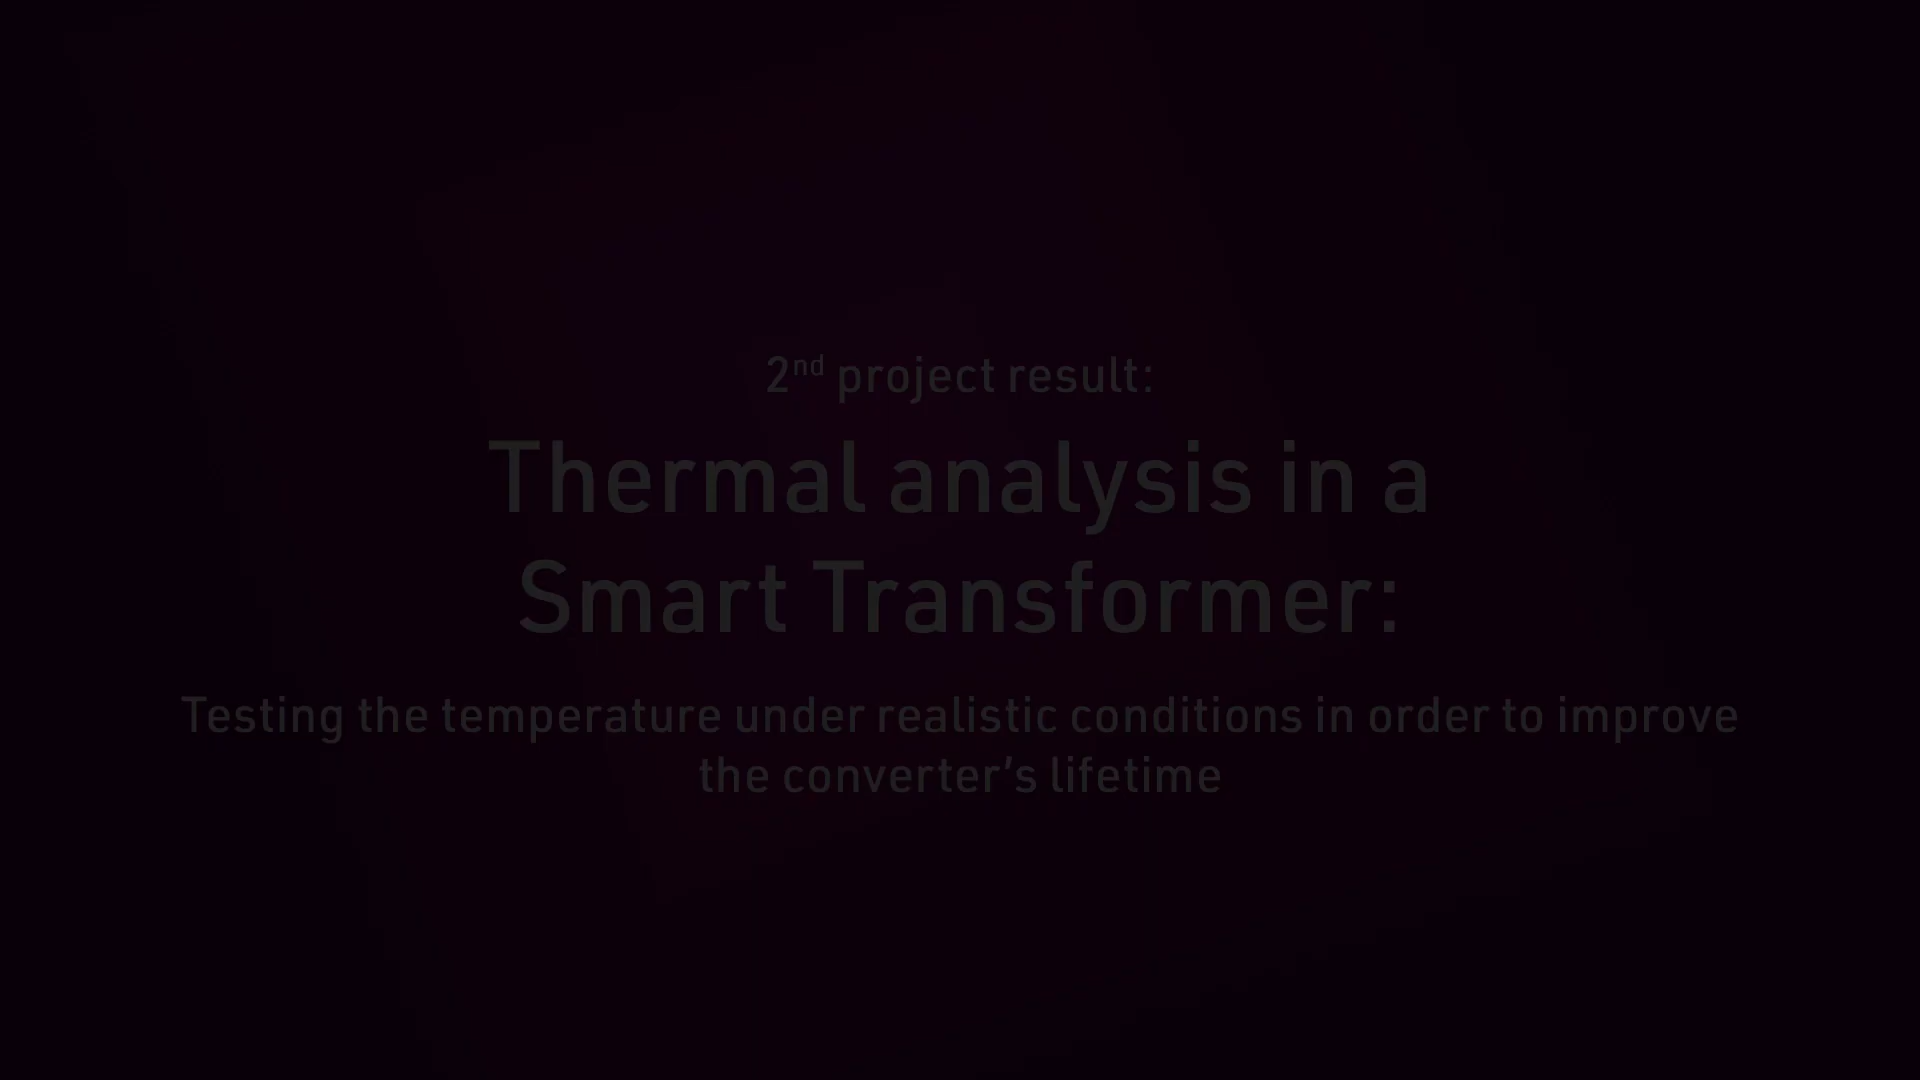 2nd project result:
Thermal analysis in a
Smart Transformer:
Testing the temperature under realistic conditions in order to improve
the converter’s lifetime